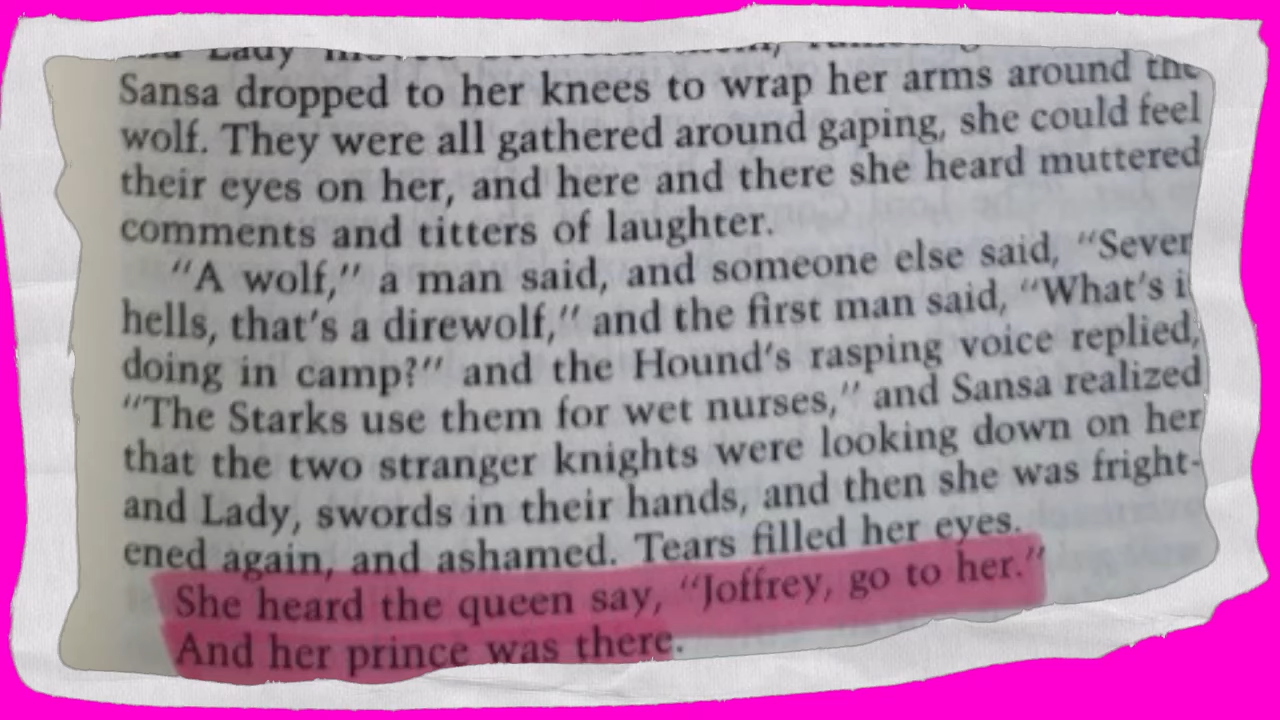 Lady
Sansa dropped to her knees to wrap her arms around the
wolf. They were all gathered around gaping, she could feel
their eyes on her, and here and there she heard muttered
comments and titters of laughter.
“A wolf,” a man said, and someone else said, “Seven
hells, that’s a direwolf,” and the first man said, “What’s i
doing in camp?” and the Hound’s rasping voice replied,
“The Starks use them for wet nurses,” and Sansa realized
that the two stranger knights were looking down on her
and Lady, swords in their hands, and then she was fright-
ened again, and ashamed. Tears filled her eyes.
She heard the queen say, “Joffrey, go to her.”
And her prince was there.